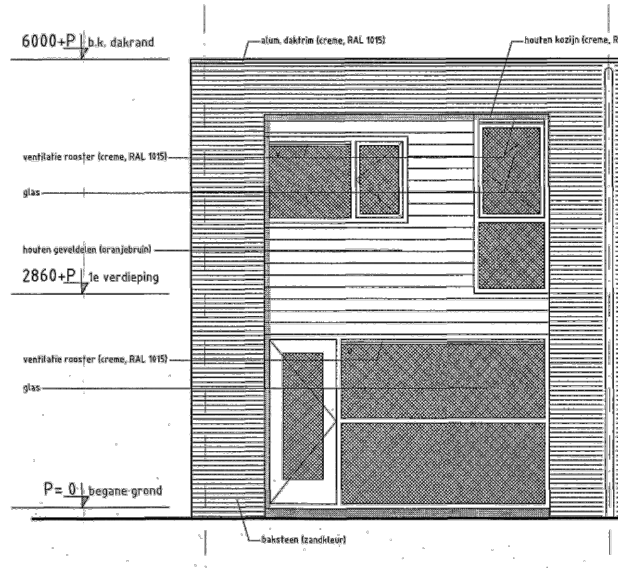 6000+P b.k. dakrand
alum. daktrim (creme, RAL 1015)
houten kozijn (creme, R
ventilatie rooster (creme, RAL 1015)
glas
houten geveldelen (oranjebruin)
2860+P 1e verdieping
ventilatie rooster (creme, RAL 1015)
glas
P= 0 begane grond
baksteen (zandkleur)